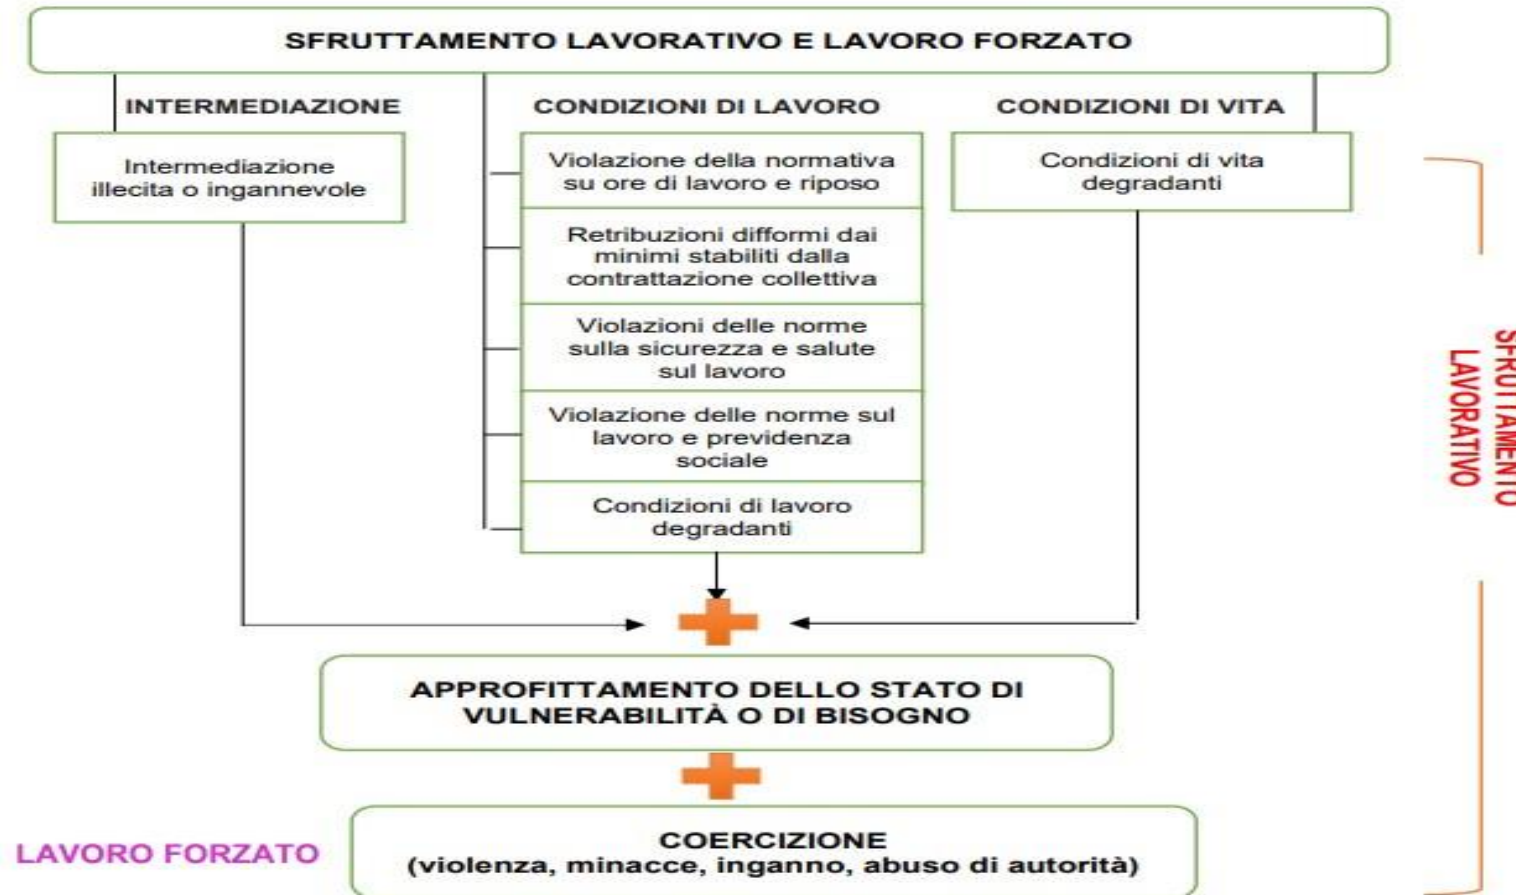 SFRUTTAMENTO LAVORATIVO E LAVORO FORZATO
INTERMEDIAZIONE
Intermediazione
illecita o ingannevole
CONDIZIONI DI LAVORO
Violazione della normativa
su ore di lavoro e riposo
Retribuzioni difformi dai
minimi stabiliti dalla
contrattazione collettiva
Violazioni delle norme
sulla sicurezza e salute
sul lavoro
Violazione delle norme sul
lavoro e previdenza
sociale
Condizioni di lavoro
degradanti
CONDIZIONI DI VITA
Condizioni di vita
degradanti
SFRUTTAMENTO
LAVORATIVO
APPROFITTAMENTO DELLO STATO DI
VULNERABILITÀ O DI BISOGNO
LAVORO FORZATO
COERCIZIONE
(violenza, minacce, inganno, abuso di autorità)